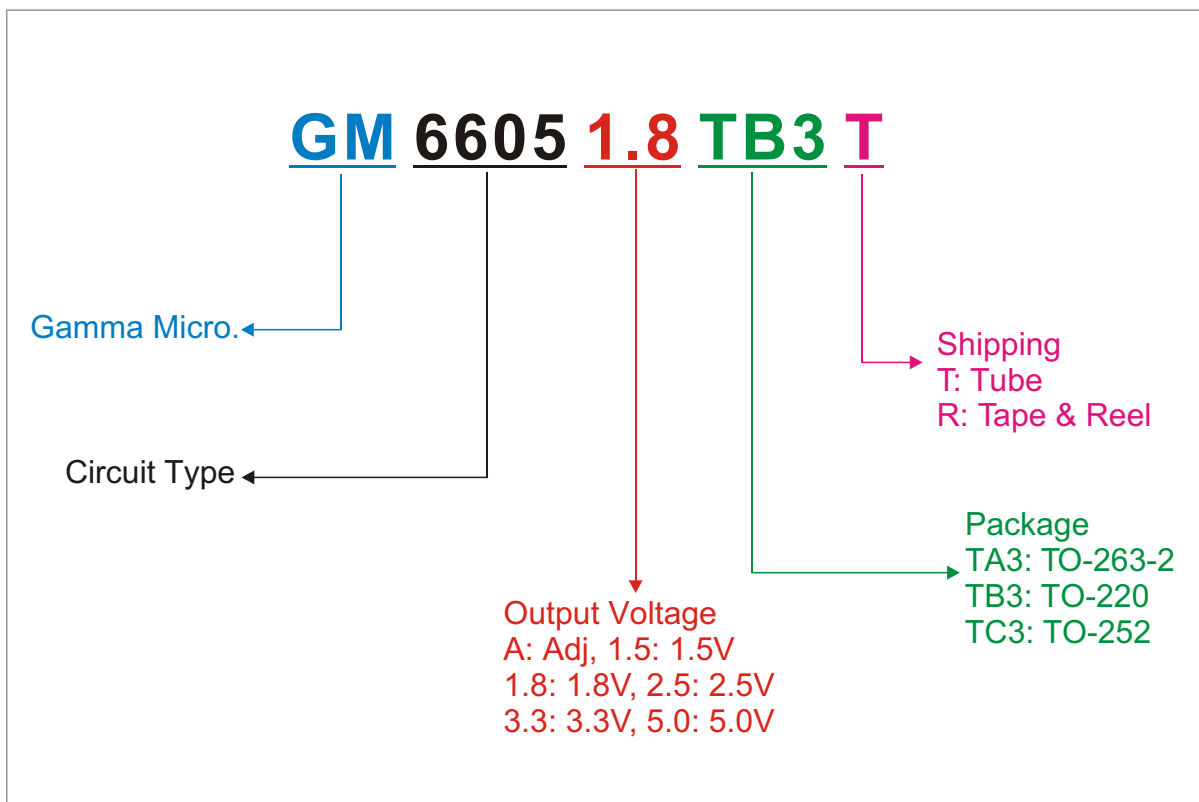 GM 6605 1.8 TB3 T
Gamma Micro.
Circuit Type
Output Voltage
A: Adj, 1.5: 1.5V
1.8: 1.8V, 2.5: 2.5V
3.3: 3.3V, 5.0: 5.0V
Package
TA3: TO-263-2
TB3: TO-220
TC3: TO-252
Shipping
T: Tube
R: Tape & Reel